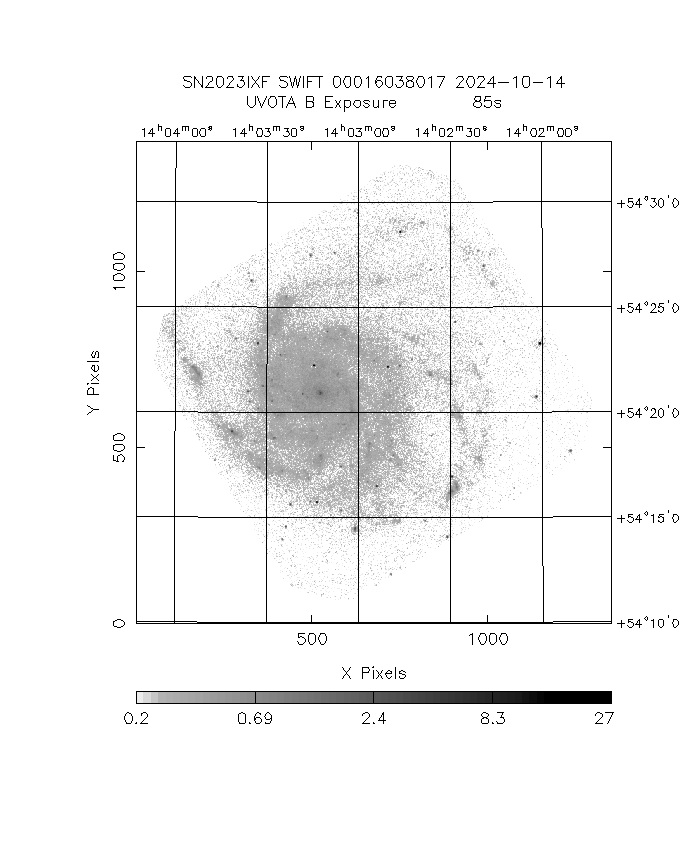 SN2023IXF SWIFT 00016038017 2024-10-14
UVOTA B Exposure 85s
14ʰ04ᵐ00ˢ 14ʰ03ᵐ30ˢ 14ʰ03ᵐ00ˢ 14ʰ02ᵐ30ˢ 14ʰ02ᵐ00ˢ
+54°30'0
1000
+54°25'0
Y Pixels
+54°20'0
500
+54°15'0
0
+54°10'0
500 1000
X Pixels
0.2 0.69 2.4 8.3 27